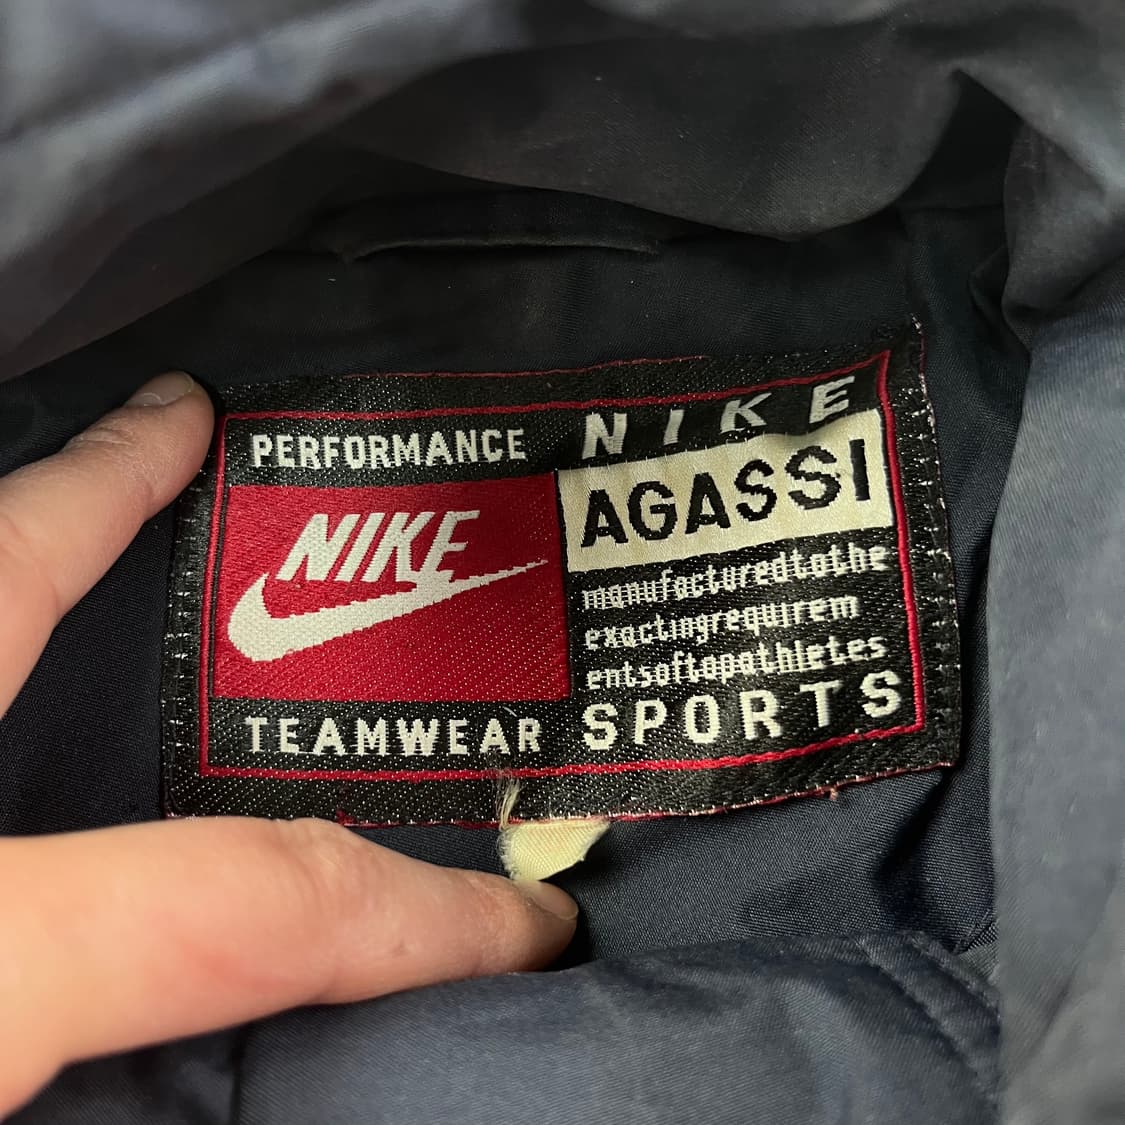 PERFORMANCE
NIKE
TEAMWEAR
NIKE
AGASSI
manufacturedtothe
exactingrequirem
entsoftopathletes
SPORTS